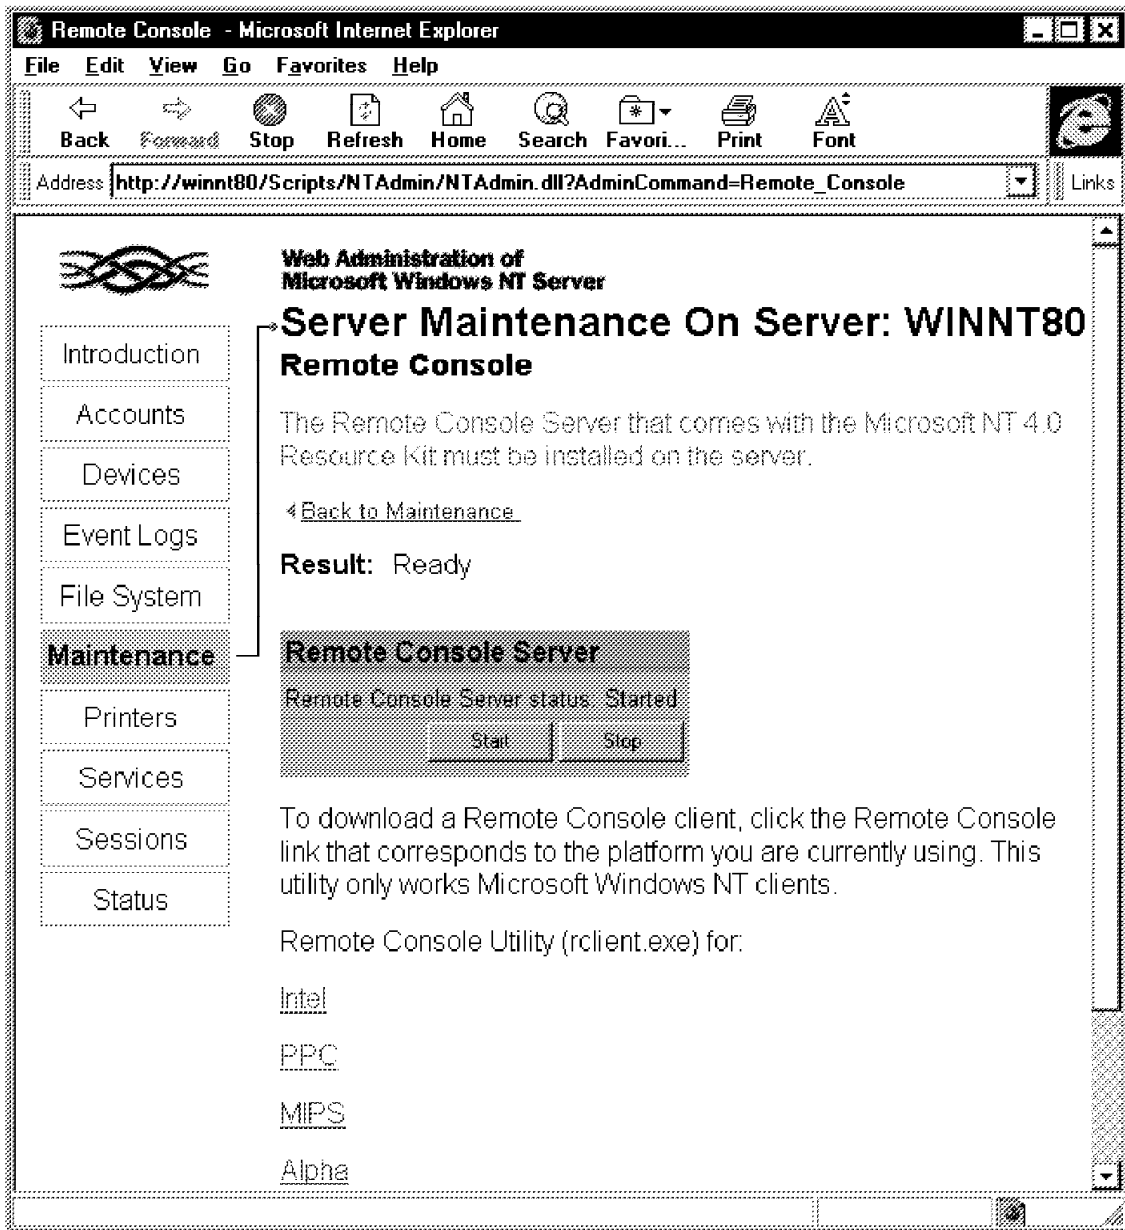 Remote Console - Microsoft Internet Explorer
File Edit View Go Favorites Help
Back Forward Stop Refresh Home Search Favori... Print Font
Address http://winnt80/Scripts/NTAdmin/NTAdmin.dll?AdminCommand=Remote_Console Links
Web Administration of
Microsoft Windows NT Server
Server Maintenance On Server: WINNT80
Remote Console
The Remote Console Server that comes with the Microsoft NT 4.0
Resource Kit must be installed on the server.
Back to Maintenance
Result: Ready
Introduction
Accounts
Devices
Event Logs
File System
Maintenance
Printers
Services
Sessions
Status
Remote Console Server
Remote Console Server status: Started
Start Stop
To download a Remote Console client, click the Remote Console
link that corresponds to the platform you are currently using. This
utility only works Microsoft Windows NT clients.
Remote Console Utility (rclient.exe) for:
Intel
PPC
MIPS
Alpha